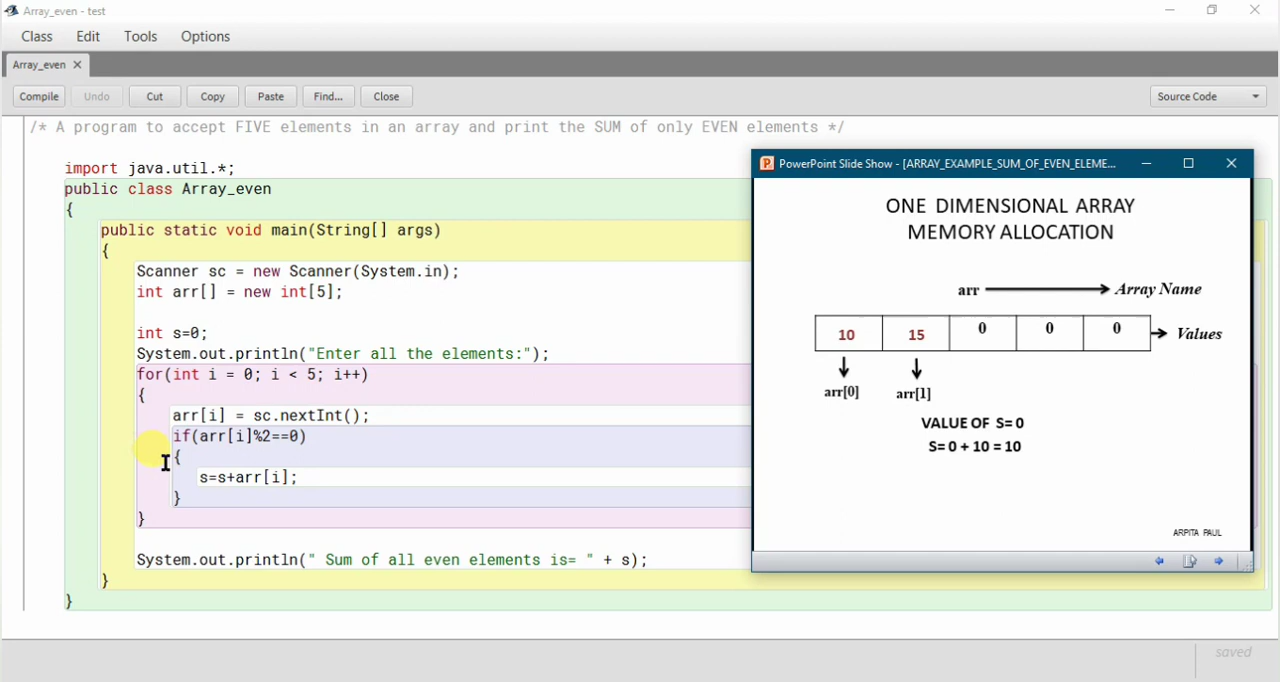 Array_even - test
Class Edit Tools Options
Array_even ✕
Compile Undo Cut Copy Paste Find... Close Source Code
/* A program to accept FIVE elements in an array and print the SUM of only EVEN elements */
import java.util.*;
public class Array_even
{
public static void main(String[] args)
{
Scanner sc = new Scanner(System.in);
int arr[] = new int[5];
int s=0;
System.out.println("Enter all the elements:");
for(int i = 0; i < 5; i++)
{
arr[i] = sc.nextInt();
if(arr[i]%2==0)
{
s=s+arr[i];
}
}
System.out.println(" Sum of all even elements is= " + s);
}
}
PowerPoint Slide Show - [ARRAY_EXAMPLE_SUM_OF_EVEN_ELEME...
ONE DIMENSIONAL ARRAY
MEMORY ALLOCATION
arr Array Name
10 15 0 0 0 Values
arr[0] arr[1]
VALUE OF S= 0
S= 0 + 10 = 10
ARPITA PAUL
saved